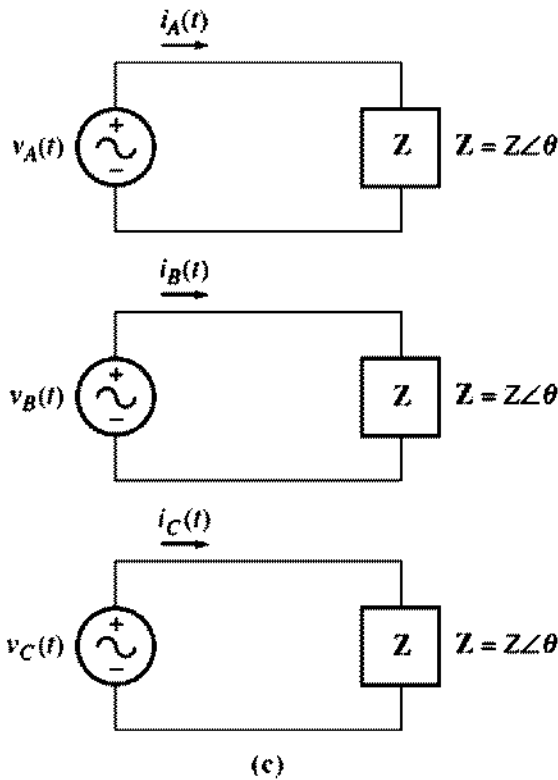 i_A(t)
v_A(t) + − Z Z = Z∠θ
i_B(t)
v_B(t) + − Z Z = Z∠θ
i_C(t)
v_C(t) + − Z Z = Z∠θ
(c)